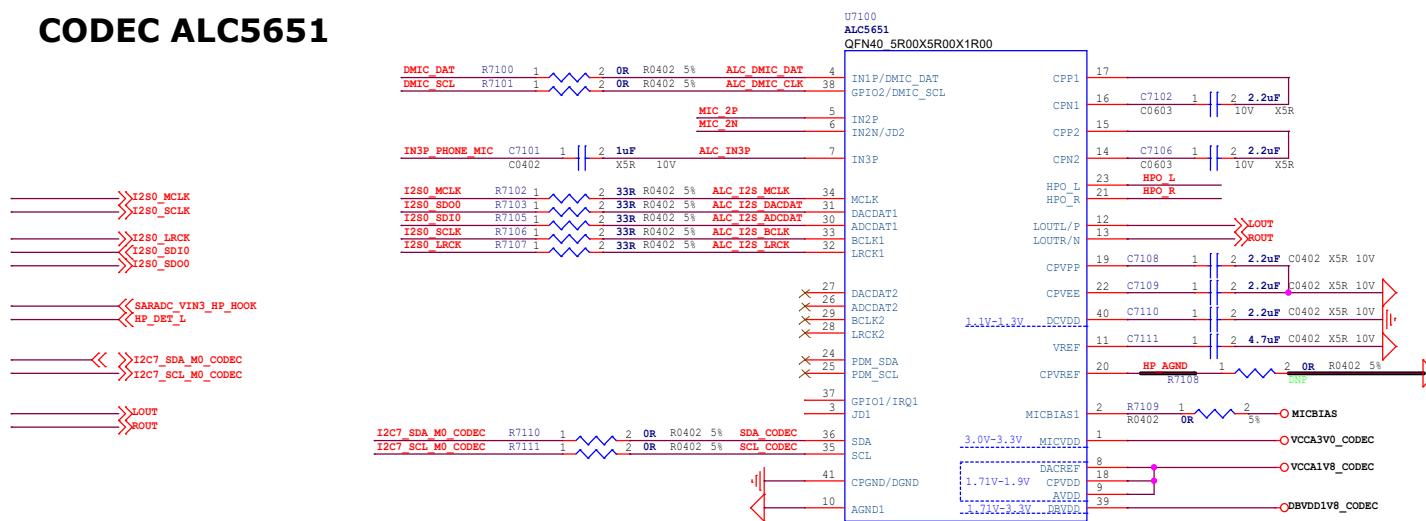 CODEC ALC5651
U7100
ALC5651
QFN40_5R00X5R00X1R00
DMIC_DAT R7100 1 2 0R R0402 5% ALC_DMIC_DAT 4 IN1P/DMIC_DAT CPP1 17
DMIC_SCL R7101 1 2 0R R0402 5% ALC_DMIC_CLK 38 GPIO2/DMIC_SCL
CPN1 16 C7102 1 2 2.2uF
C0603 10V X5R
MIC_2P 5 IN2P
MIC_2N 6 IN2N/JD2 CPP2 15
IN3P_PHONE_MIC C7101 1 2 1uF ALC_IN3P 7 IN3P CPN2 14 C7106 1 2 2.2uF
C0402 X5R 10V C0603 10V X5R
HPO_L 23 HPO_L
I2S0_MCLK R7102 1 2 33R R0402 5% ALC_I2S_MCLK 34 MCLK HPO_R 21 HPO_R
I2S0_SDO0 R7103 1 2 33R R0402 5% ALC_I2S_DACDAT 31 DACDAT1
I2S0_SDI0 R7105 1 2 33R R0402 5% ALC_I2S_ADCDAT 30 ADCDAT1 LOUTL/P 12 LOUT
I2S0_SCLK R7106 1 2 33R R0402 5% ALC_I2S_BCLK 33 BCLK1 LOUTR/N 13 ROUT
I2S0_LRCK R7107 1 2 33R R0402 5% ALC_I2S_LRCK 32 LRCK1
I2S0_MCLK
I2S0_SCLK
I2S0_LRCK
I2S0_SDI0
I2S0_SDO0
SARADC_VIN3_HP_HOOK
HP_DET_L
I2C7_SDA_M0_CODEC
I2C7_SCL_M0_CODEC
LOUT
ROUT
CPVPP 19 C7108 1 2 2.2uF C0402 X5R 10V
27 DACDAT2 CPVEE 22 C7109 1 2 2.2uF C0402 X5R 10V
26 ADCDAT2
29 BCLK2 1.1V-1.3V DCVDD 40 C7110 1 2 2.2uF C0402 X5R 10V
28 LRCK2
VREF 11 C7111 1 2 4.7uF C0402 X5R 10V
24 PDM_SDA
25 PDM_SCL CPVREF 20 HP_AGND 1 2 0R R0402 5%
R7108 DNP
37 GPIO1/IRQ1
3 JD1 MICBIAS1 2 R7109 1 2 MICBIAS
R0402 0R 5%
I2C7_SDA_M0_CODEC R7110 1 2 0R R0402 5% SDA_CODEC 36 SDA 3.0V-3.3V MICVDD 1 VCCA3V0_CODEC
I2C7_SCL_M0_CODEC R7111 1 2 0R R0402 5% SCL_CODEC 35 SCL
DACREF 8 VCCA1V8_CODEC
41 CPGND/DGND 1.71V-1.9V CPVDD 18
AVDD 9
10 AGND1 1.71V-3.3V DBVDD 39 DBVDD1V8_CODEC